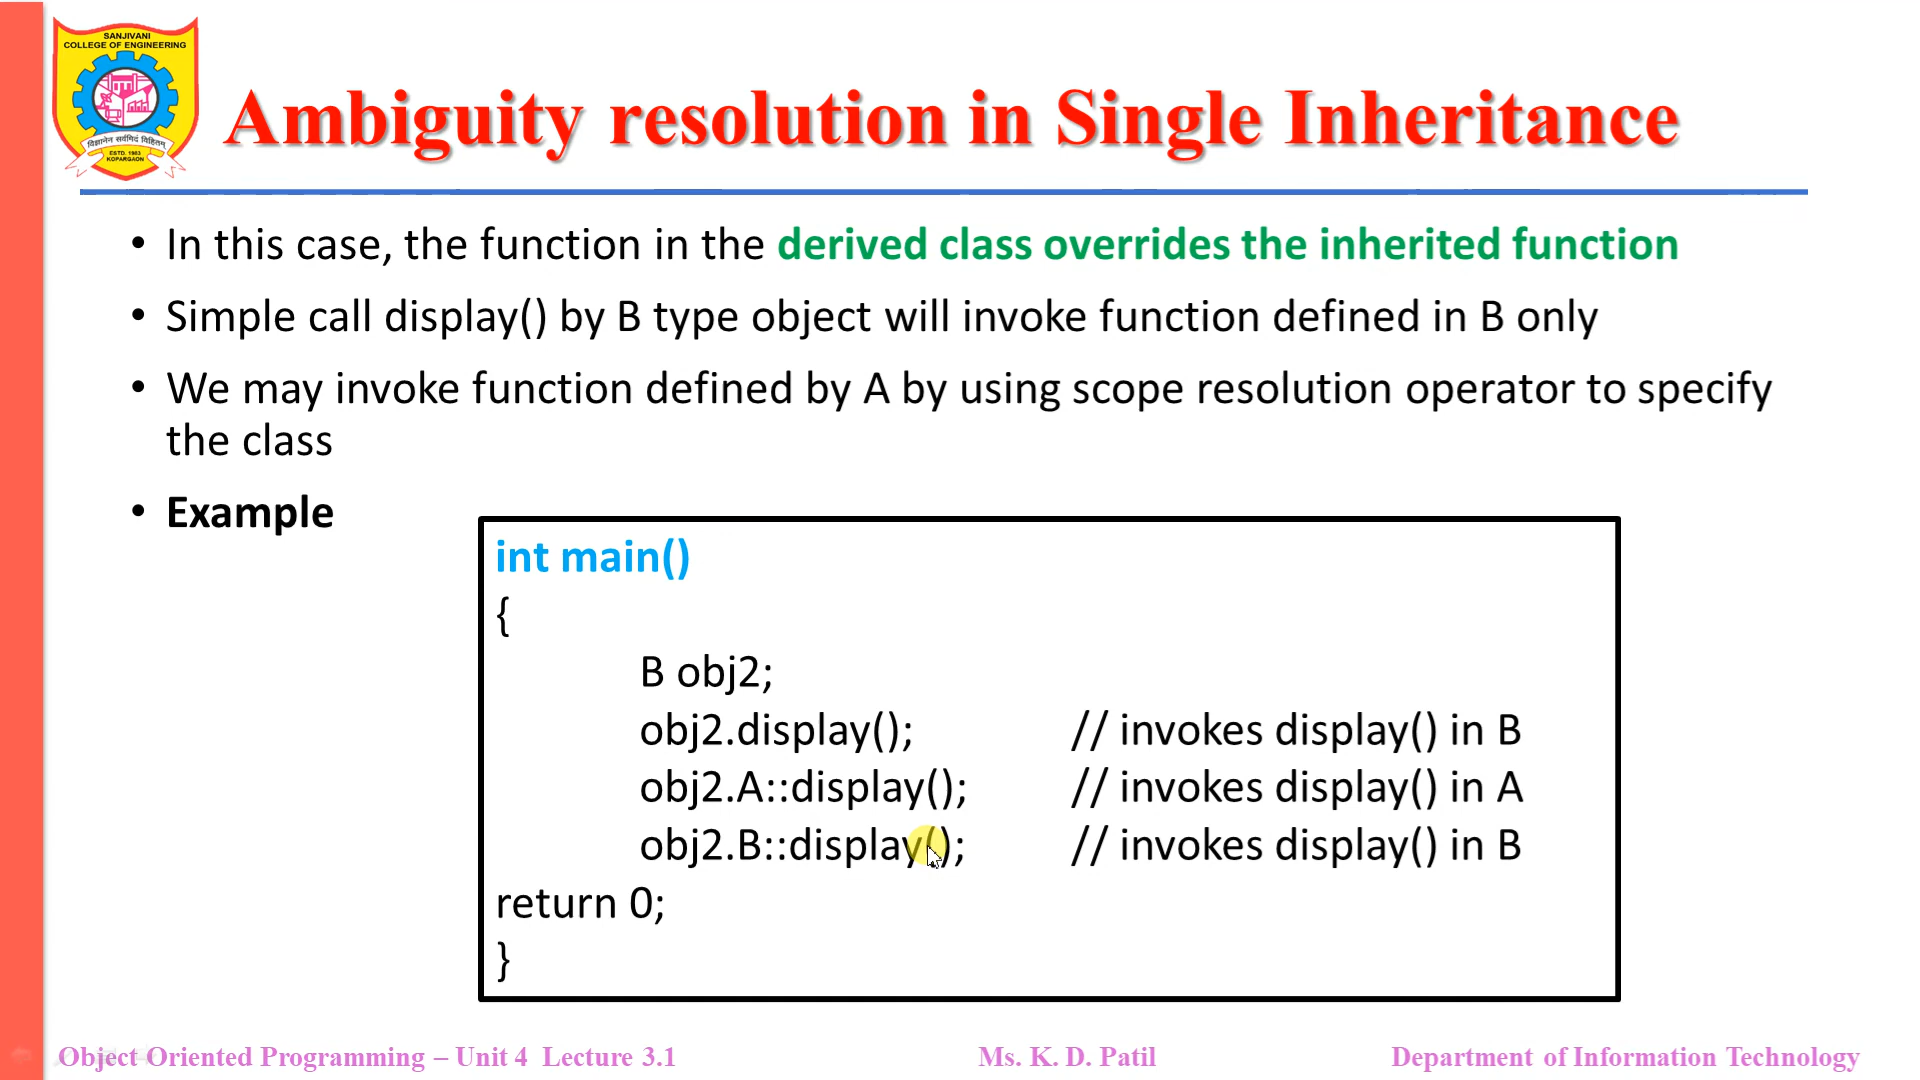 SANJIVANI
COLLEGE OF ENGINEERING
ESTD. 1983
KOPARGAON
Ambiguity resolution in Single Inheritance
• In this case, the function in the derived class overrides the inherited function
• Simple call display() by B type object will invoke function defined in B only
• We may invoke function defined by A by using scope resolution operator to specify
the class
• Example
int main()
{
B obj2;
obj2.display(); // invokes display() in B
obj2.A::display(); // invokes display() in A
obj2.B::display(); // invokes display() in B
return 0;
}
Object Oriented Programming – Unit 4 Lecture 3.1 Ms. K. D. Patil Department of Information Technology